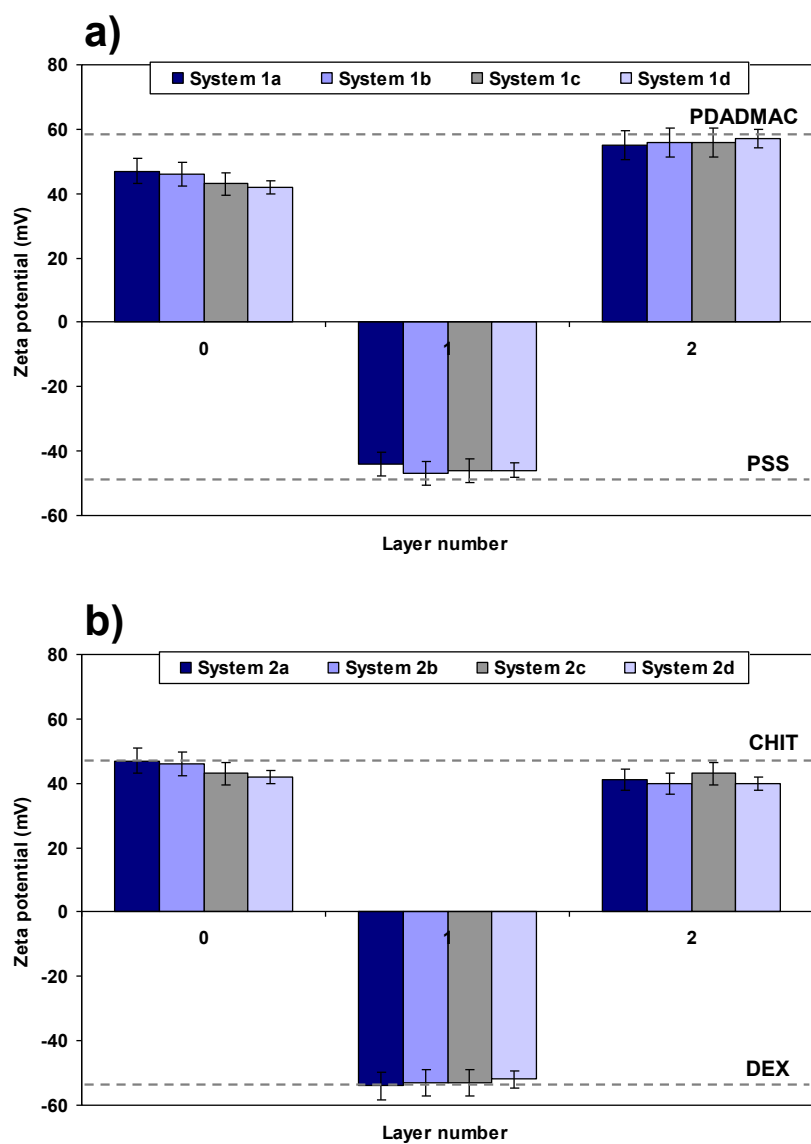 a)
System 1a System 1b System 1c System 1d
80
60
40
20
0
-20
-40
-60
Zeta potential (mV)
PDADMAC
PSS
0 1 2
Layer number
b)
System 2a System 2b System 2c System 2d
80
60
40
20
0
-20
-40
-60
Zeta potential (mV)
CHIT
DEX
0 1 2
Layer number